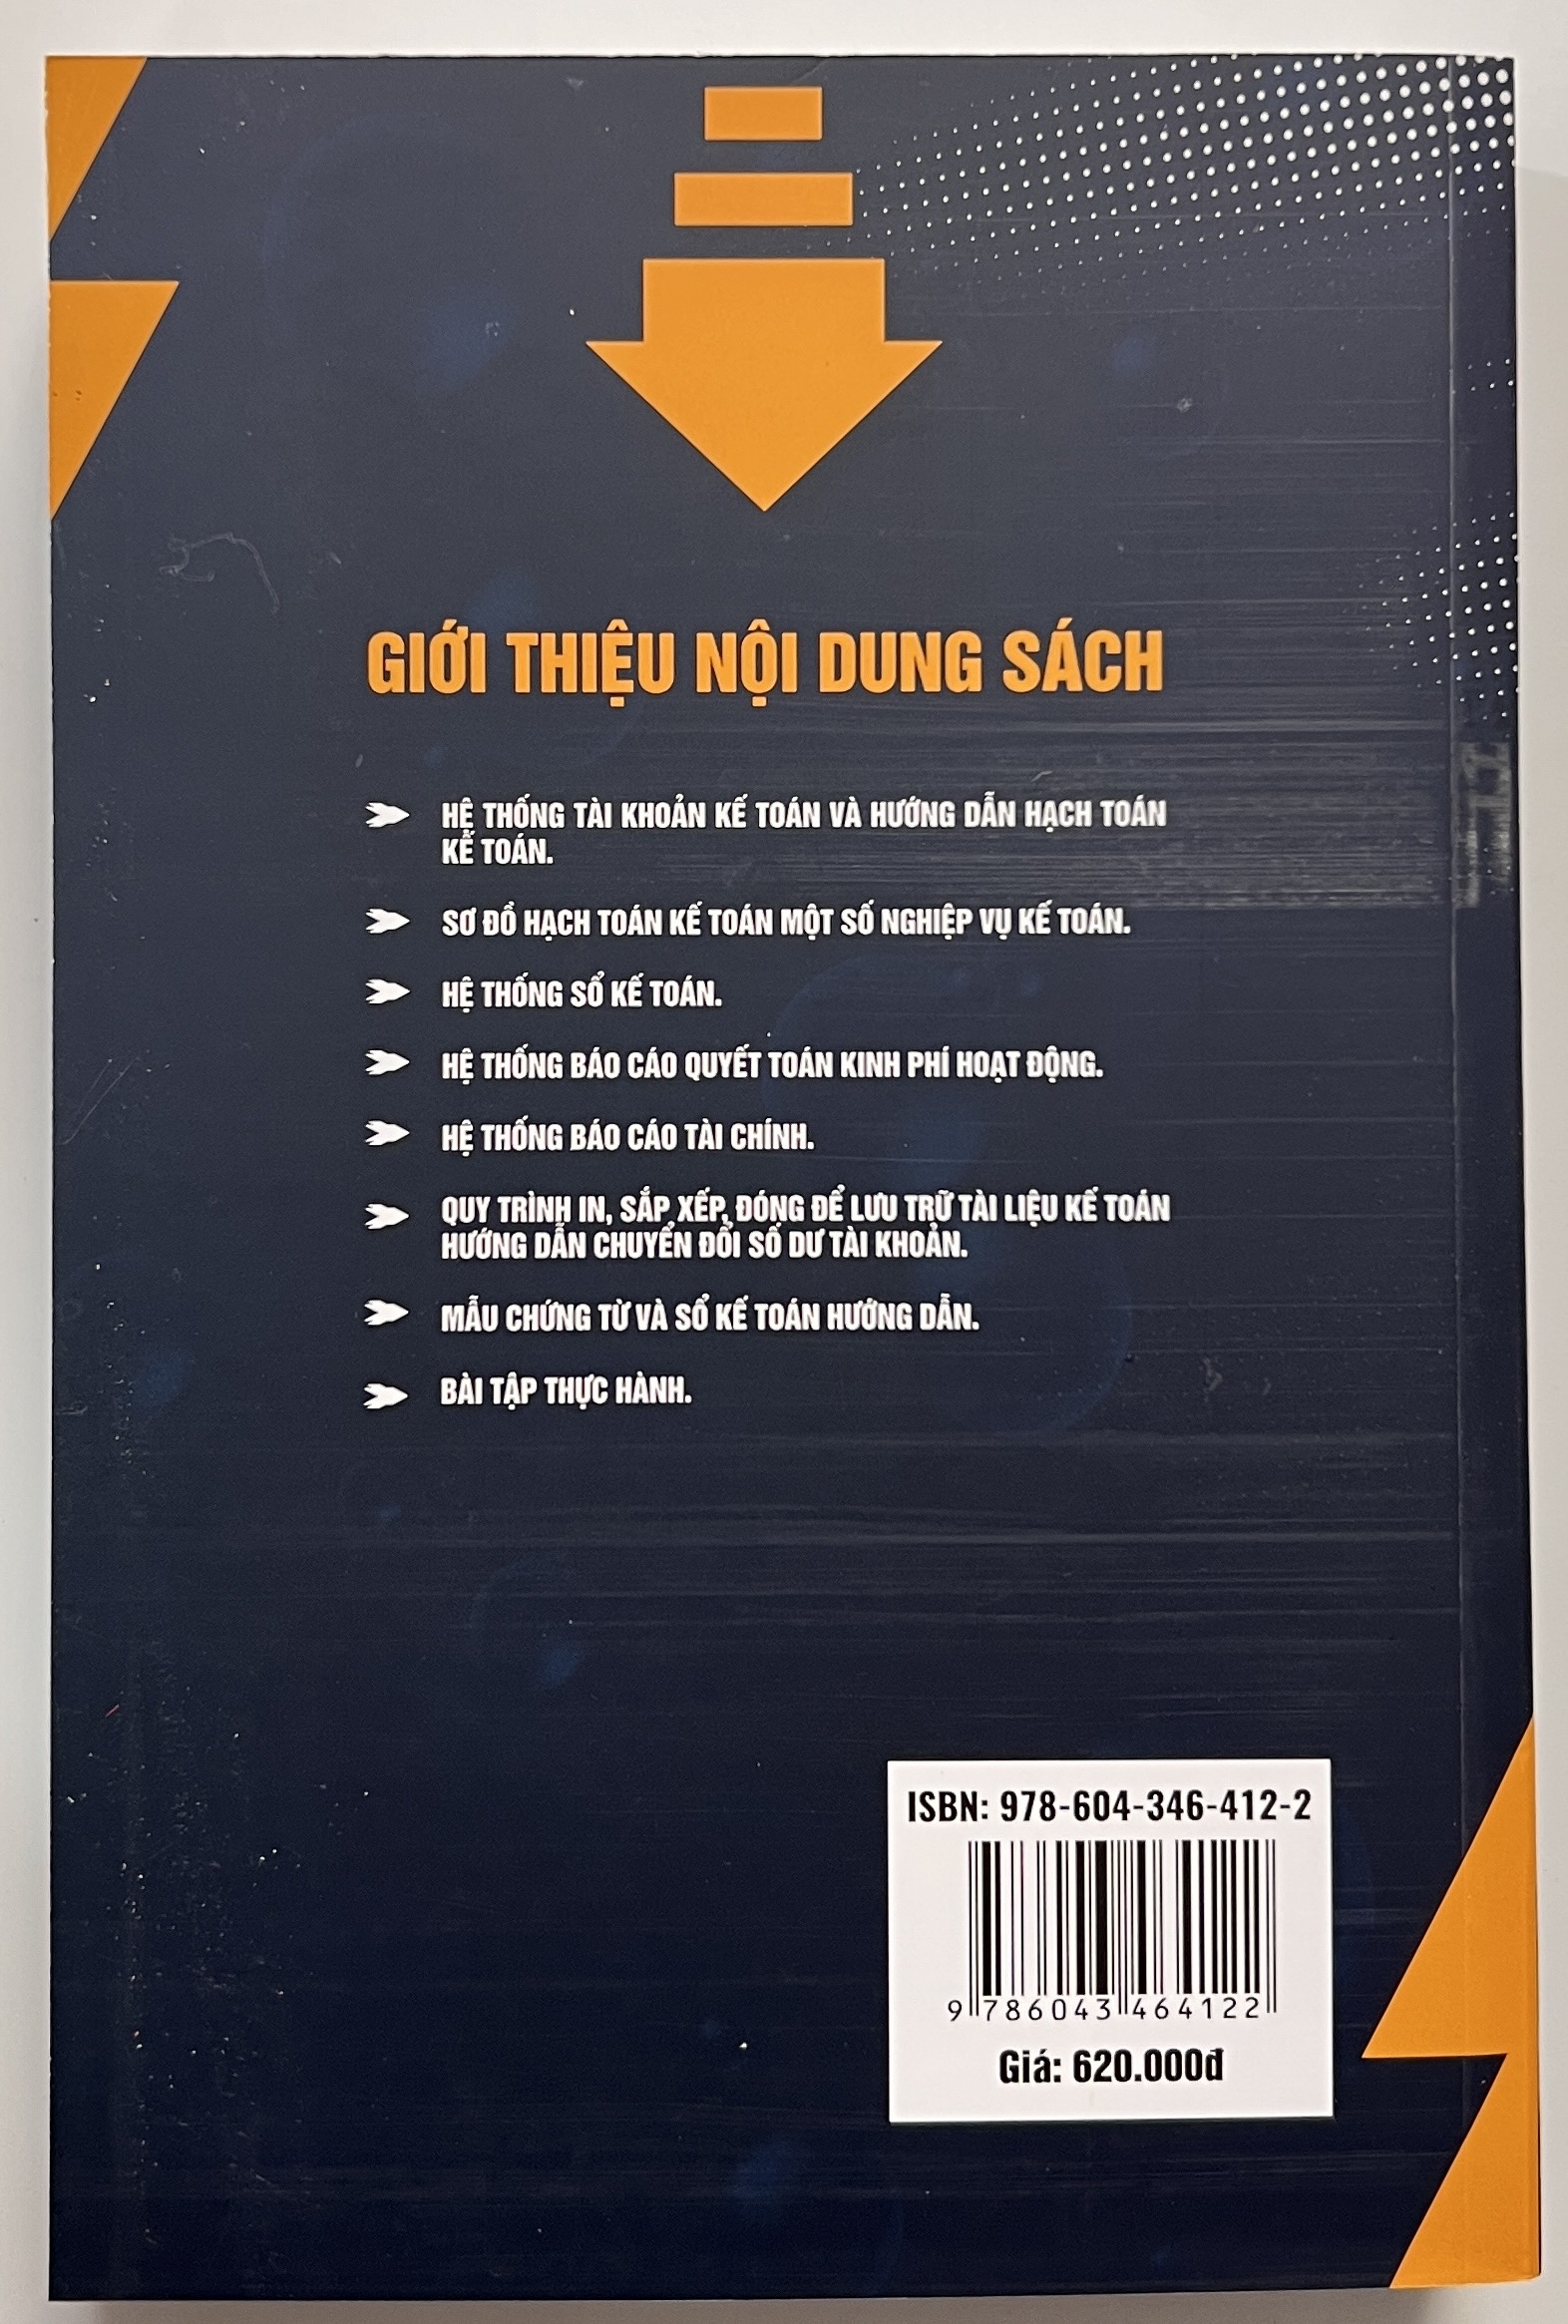 GIỚI THIỆU NỘI DUNG SÁCH
HỆ THỐNG TÀI KHOẢN KẾ TOÁN VÀ HƯỚNG DẪN HẠCH TOÁN
KẾ TOÁN.
SƠ ĐỒ HẠCH TOÁN KẾ TOÁN MỘT SỐ NGHIỆP VỤ KẾ TOÁN.
HỆ THỐNG SỔ KẾ TOÁN.
HỆ THỐNG BÁO CÁO QUYẾT TOÁN KINH PHÍ HOẠT ĐỘNG.
HỆ THỐNG BÁO CÁO TÀI CHÍNH.
QUY TRÌNH IN, SẮP XẾP, ĐÓNG ĐỂ LƯU TRỮ TÀI LIỆU KẾ TOÁN
HƯỚNG DẪN CHUYỂN ĐỔI SỐ DƯ TÀI KHOẢN.
MẪU CHỨNG TỪ VÀ SỔ KẾ TOÁN HƯỚNG DẪN.
BÀI TẬP THỰC HÀNH.
ISBN: 978-604-346-412-2
9 786043 464122
Giá: 620.000đ